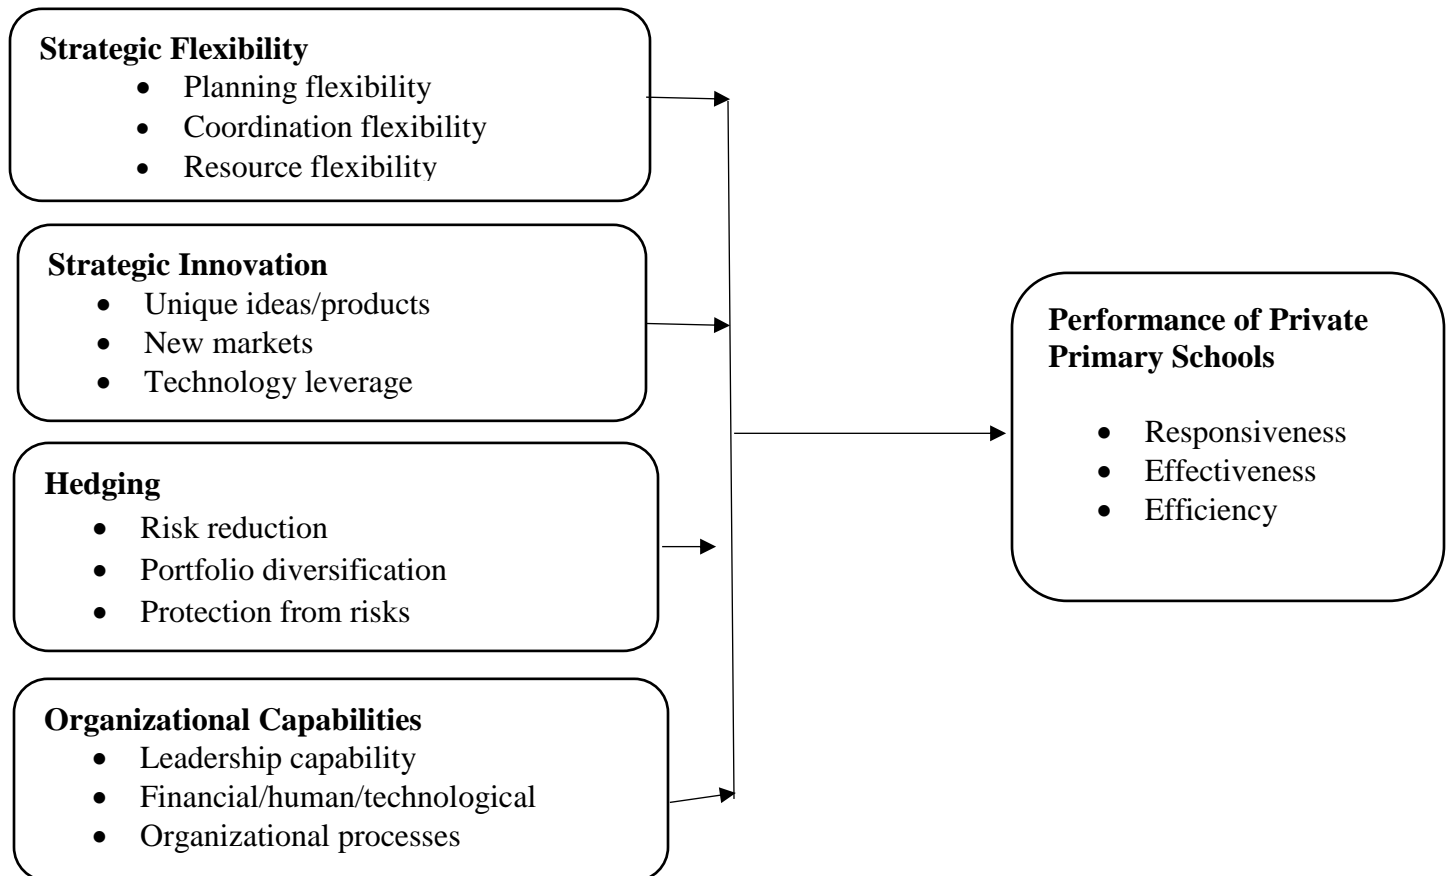 Strategic Flexibility
• Planning flexibility
• Coordination flexibility
• Resource flexibility
Strategic Innovation
• Unique ideas/products
• New markets
• Technology leverage
Hedging
• Risk reduction
• Portfolio diversification
• Protection from risks
Organizational Capabilities
• Leadership capability
• Financial/human/technological
• Organizational processes
Performance of Private
Primary Schools
• Responsiveness
• Effectiveness
• Efficiency